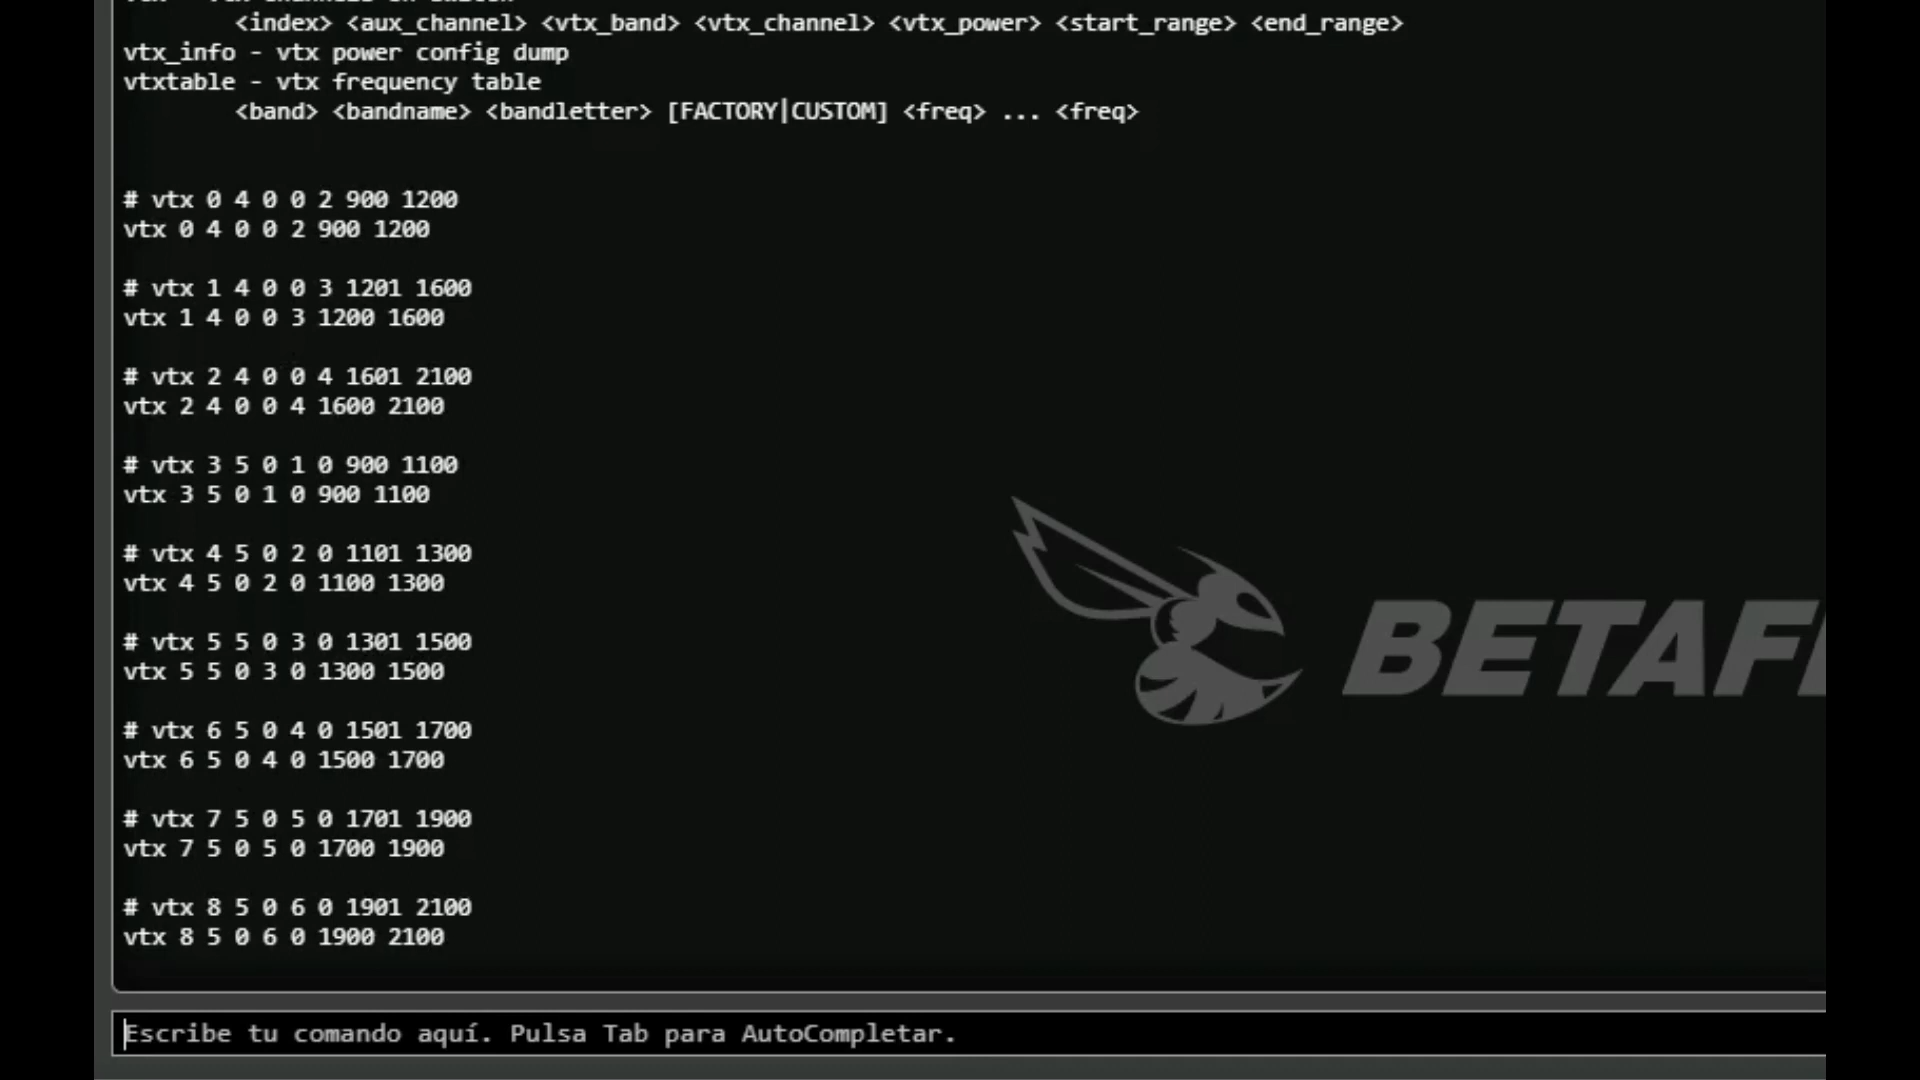 <index> <aux_channel> <vtx_band> <vtx_channel> <vtx_power> <start_range> <end_range>
vtx_info - vtx power config dump
vtxtable - vtx frequency table
<band> <bandname> <bandletter> [FACTORY|CUSTOM] <freq> ... <freq>
# vtx 0 4 0 0 2 900 1200
vtx 0 4 0 0 2 900 1200
# vtx 1 4 0 0 3 1201 1600
vtx 1 4 0 0 3 1200 1600
# vtx 2 4 0 0 4 1601 2100
vtx 2 4 0 0 4 1600 2100
# vtx 3 5 0 1 0 900 1100
vtx 3 5 0 1 0 900 1100
# vtx 4 5 0 2 0 1101 1300
vtx 4 5 0 2 0 1100 1300
# vtx 5 5 0 3 0 1301 1500
vtx 5 5 0 3 0 1300 1500
BETAF
# vtx 6 5 0 4 0 1501 1700
vtx 6 5 0 4 0 1500 1700
# vtx 7 5 0 5 0 1701 1900
vtx 7 5 0 5 0 1700 1900
# vtx 8 5 0 6 0 1901 2100
vtx 8 5 0 6 0 1900 2100
Escribe tu comando aquí. Pulsa Tab para AutoCompletar.